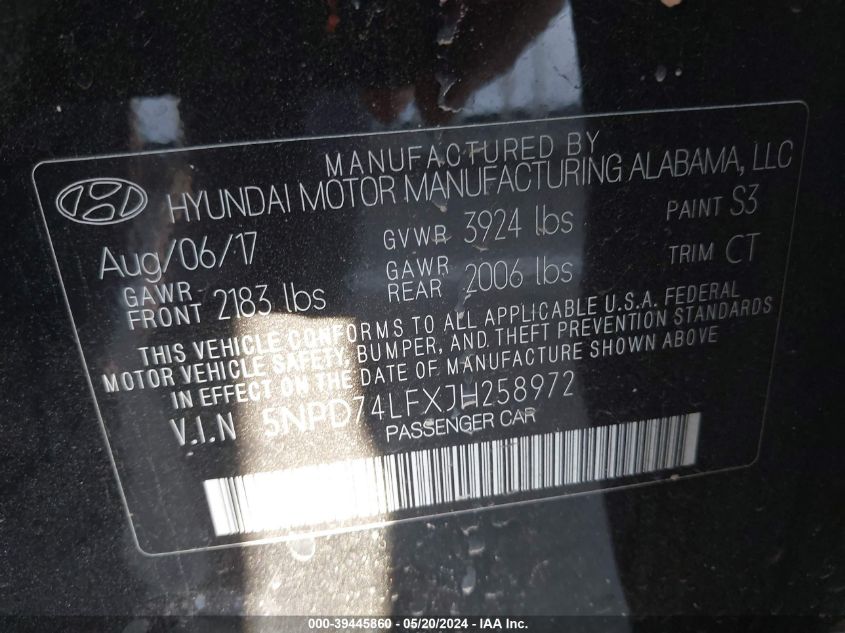 MANUFACTURED BY
HYUNDAI MOTOR MANUFACTURING ALABAMA, LLC
Aug/06/17 GVWR 3924 lbs PAINT S3
GAWR FRONT 2183 lbs GAWR REAR 2006 lbs TRIM CT
THIS VEHICLE CONFORMS TO ALL APPLICABLE U.S.A. FEDERAL
MOTOR VEHICLE SAFETY, BUMPER, AND THEFT PREVENTION STANDARDS
IN EFFECT ON THE DATE OF MANUFACTURE SHOWN ABOVE
V.I.N 5NPD74LFXJH258972
PASSENGER CAR
000-39445860 - 05/20/2024 - IAA Inc.